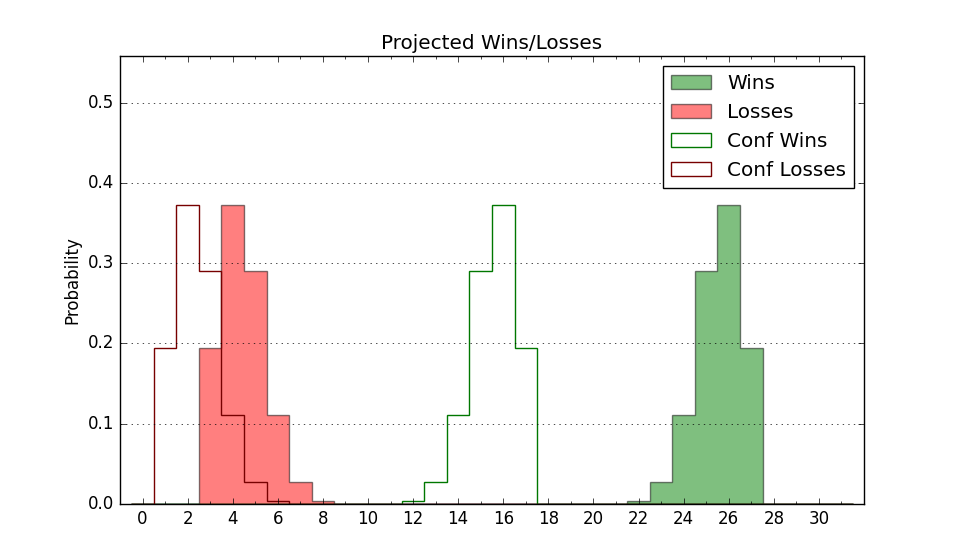 Projected Wins/Losses
Wins
Losses
Conf Wins
Conf Losses
Probability
0.5
0.4
0.3
0.2
0.1
0.0
0 2 4 6 8 10 12 14 16 18 20 22 24 26 28 30